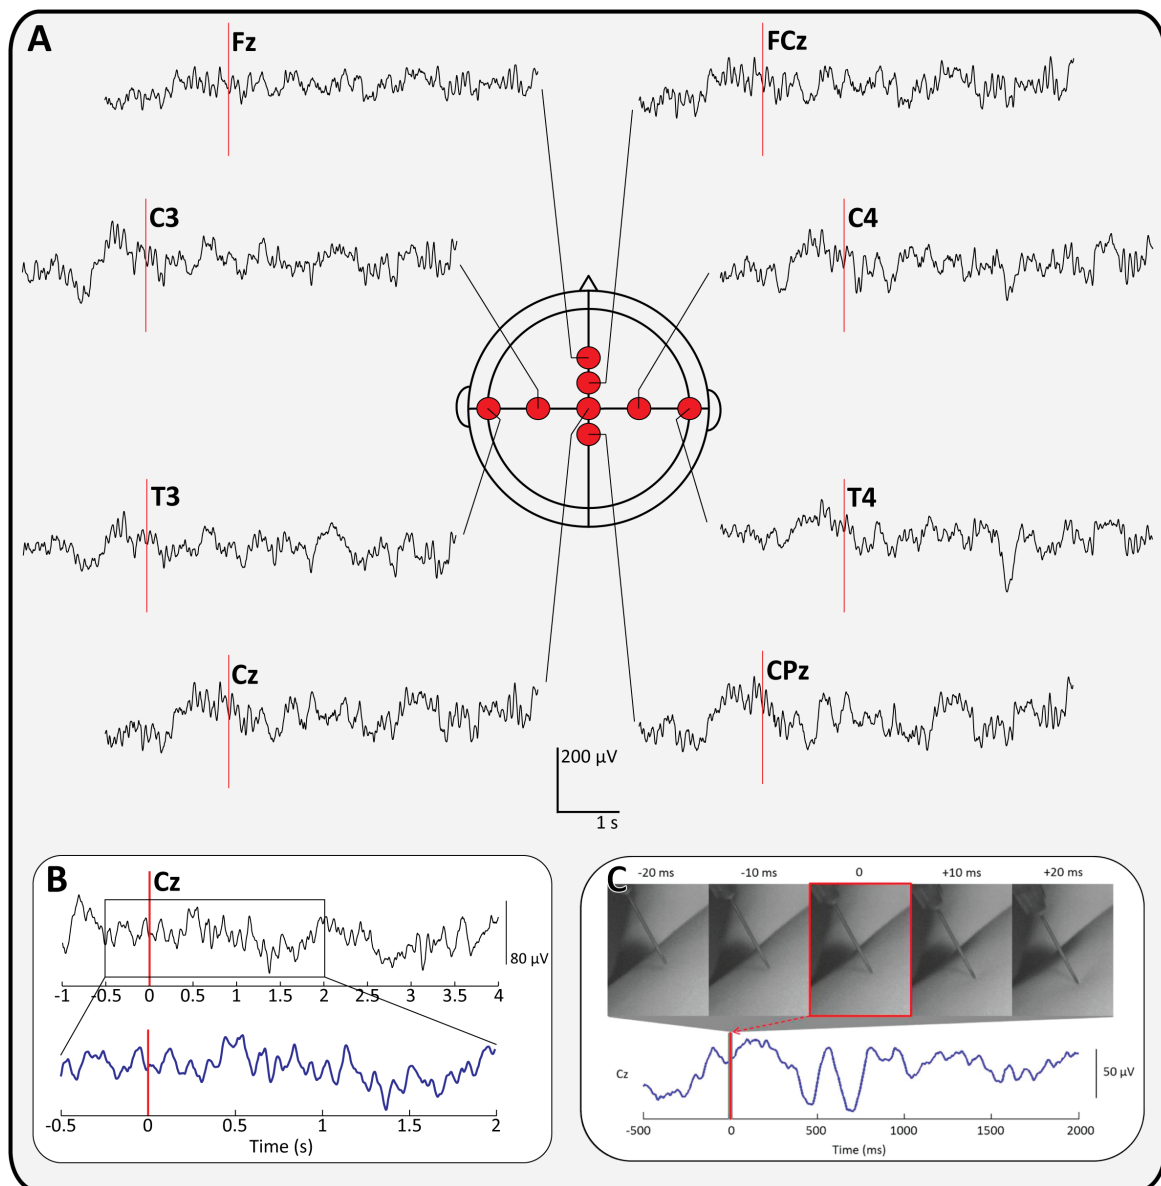 A
Fz
FCz
C3
C4
T3
T4
Cz
CPz
200 µV
1 s
B
Cz
80 µV
-1 -0.5 0 0.5 1 1.5 2 2.5 3 3.5 4
-0.5 0 0.5 1 1.5 2
Time (s)
C
-20 ms -10 ms 0 +10 ms +20 ms
Cz
50 µV
-500 0 500 1000 1500 2000
Time (ms)